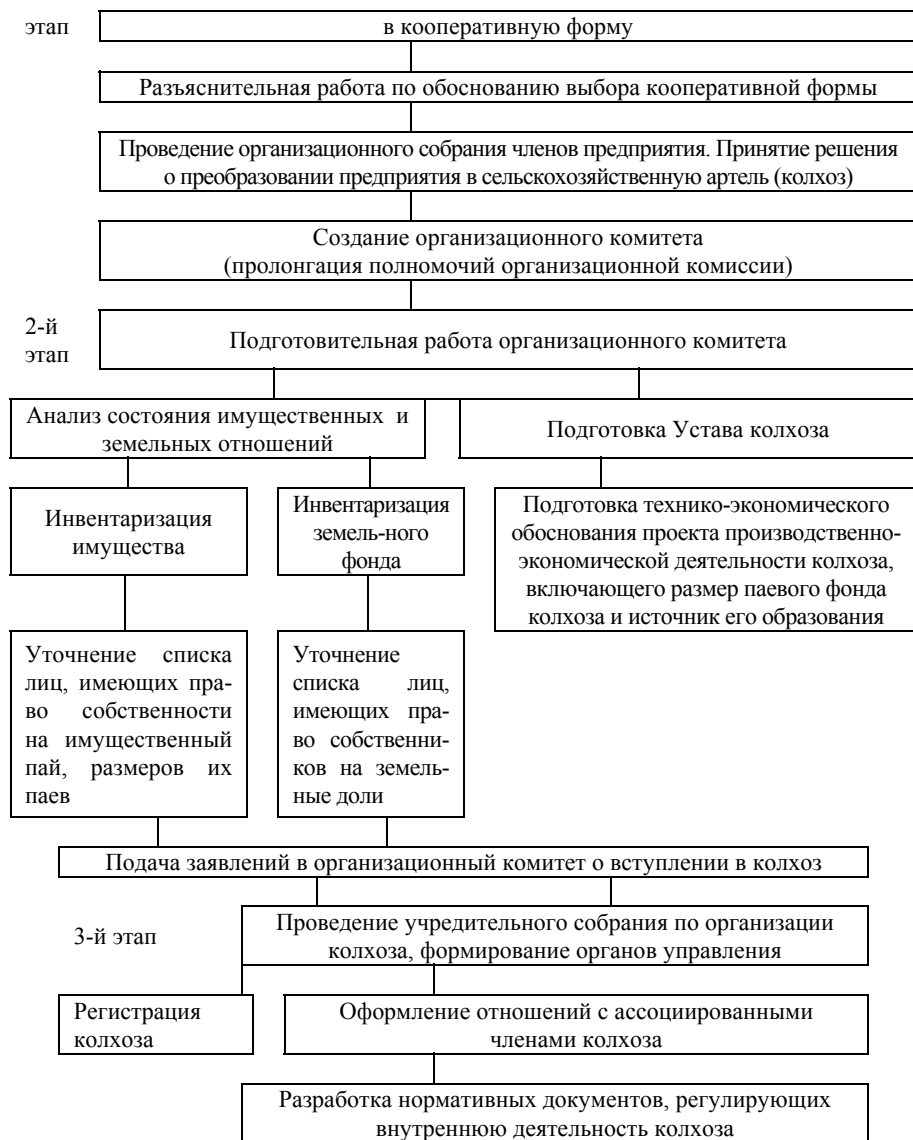 этап
в кооперативную форму
Разъяснительная работа по обоснованию выбора кооперативной формы
Проведение организационного собрания членов предприятия. Принятие решения
о преобразовании предприятия в сельскохозяйственную артель (колхоз)
Создание организационного комитета
(пролонгация полномочий организационной комиссии)
2-й
этап
Подготовительная работа организационного комитета
Анализ состояния имущественных и
земельных отношений
Подготовка Устава колхоза
Инвентаризация
имущества
Инвентаризация
земель-ного
фонда
Подготовка технико-экономического
обоснования проекта производственно-
экономической деятельности колхоза,
включающего размер паевого фонда
колхоза и источник его образования
Уточнение списка
лиц, имеющих пра-
во собственности
на имущественный
пай, размеров их
паев
Уточнение
списка лиц,
имеющих пра-
во собственни-
ков на земель-
ные доли
Подача заявлений в организационный комитет о вступлении в колхоз
3-й этап
Проведение учредительного собрания по организации
колхоза, формирование органов управления
Регистрация
колхоза
Оформление отношений с ассоциированными
членами колхоза
Разработка нормативных документов, регулирующих
внутреннюю деятельность колхоза